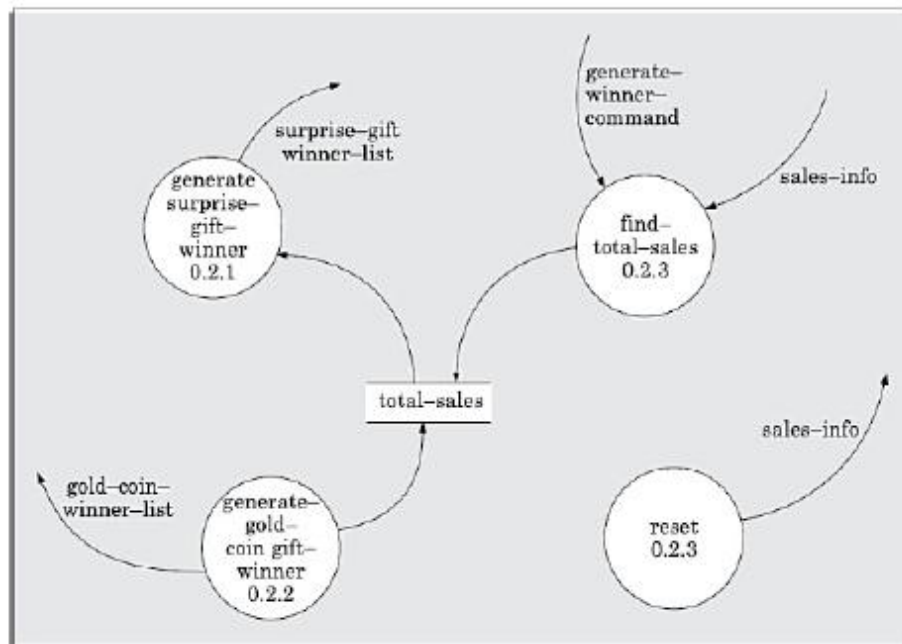 generate–
winner–
command
surprise–gift
winner–list
sales–info
generate
surprise–
gift–
winner
0.2.1
find–
total–sales
0.2.3
total–sales
sales–info
gold–coin–
winner–list
generate–
gold–
coin gift–
winner
0.2.2
reset
0.2.3